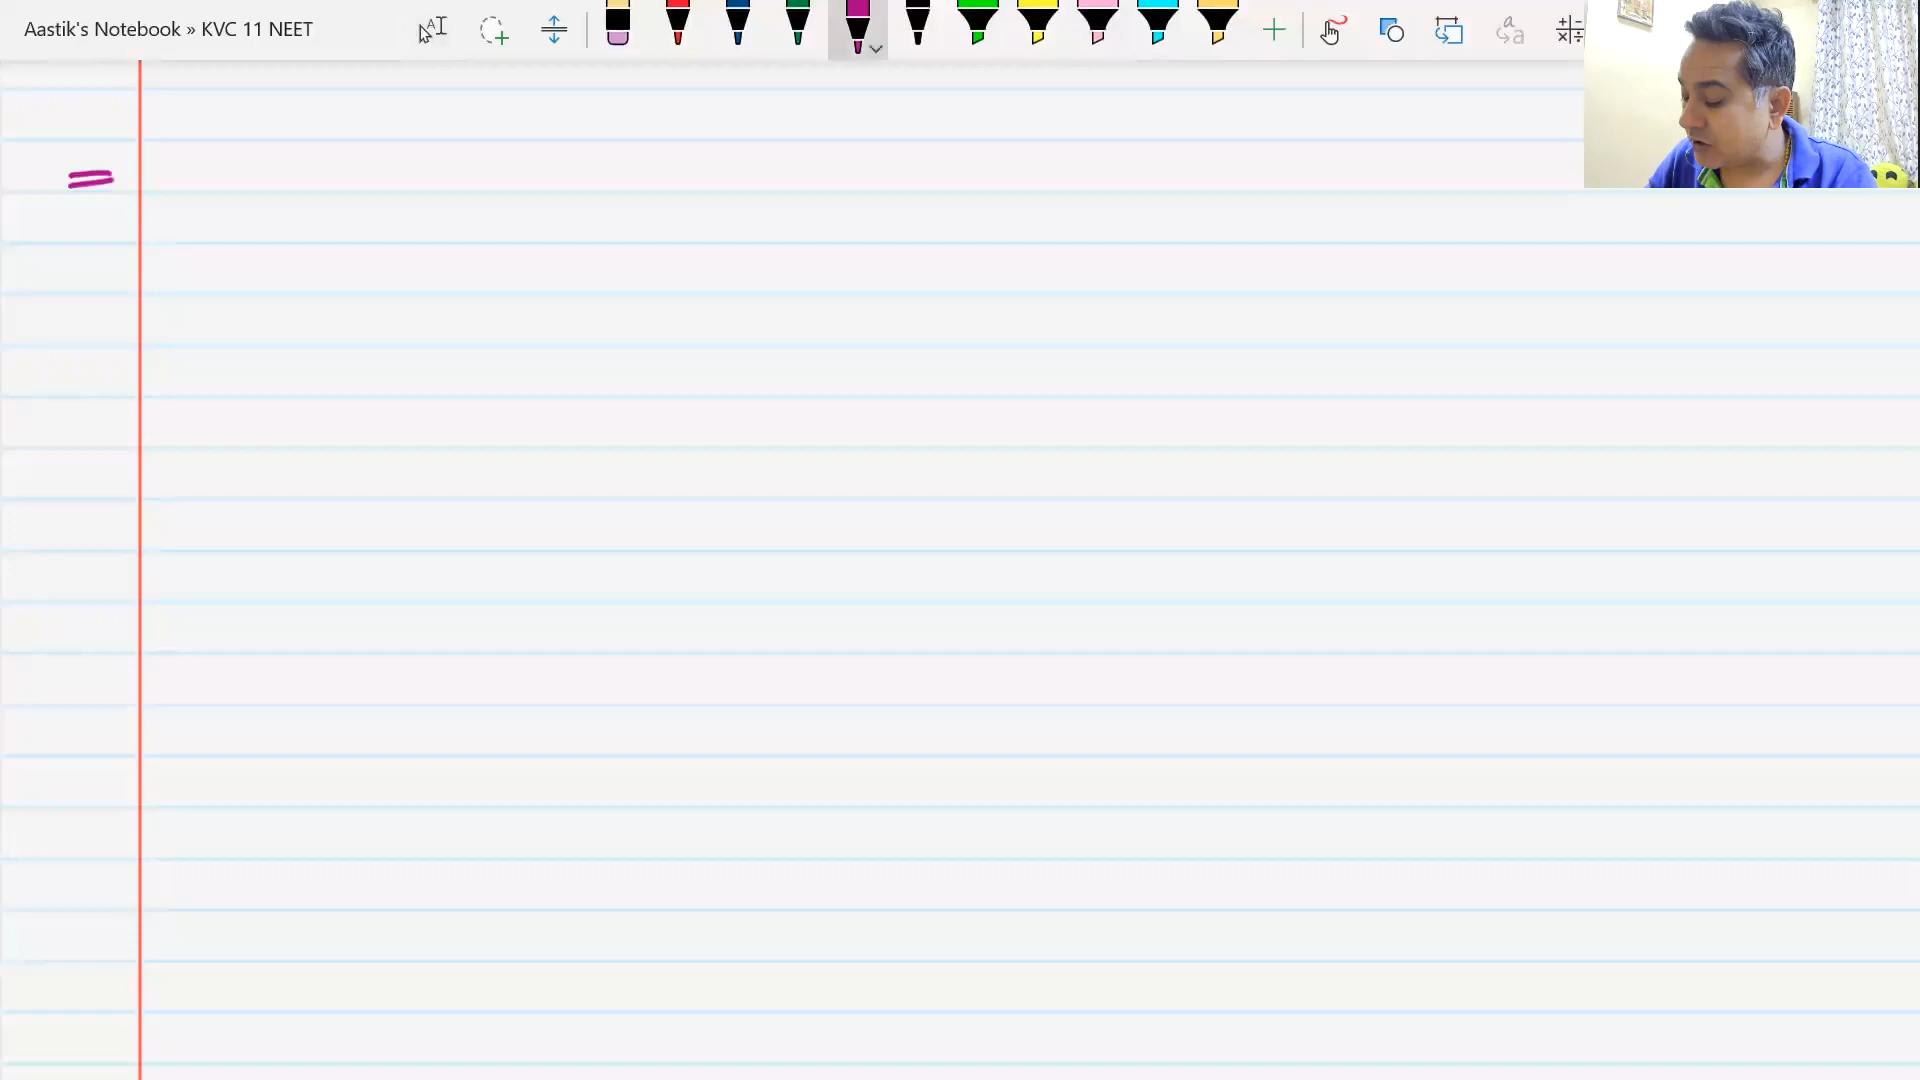 Aastik's Notebook » KVC 11 NEET
=